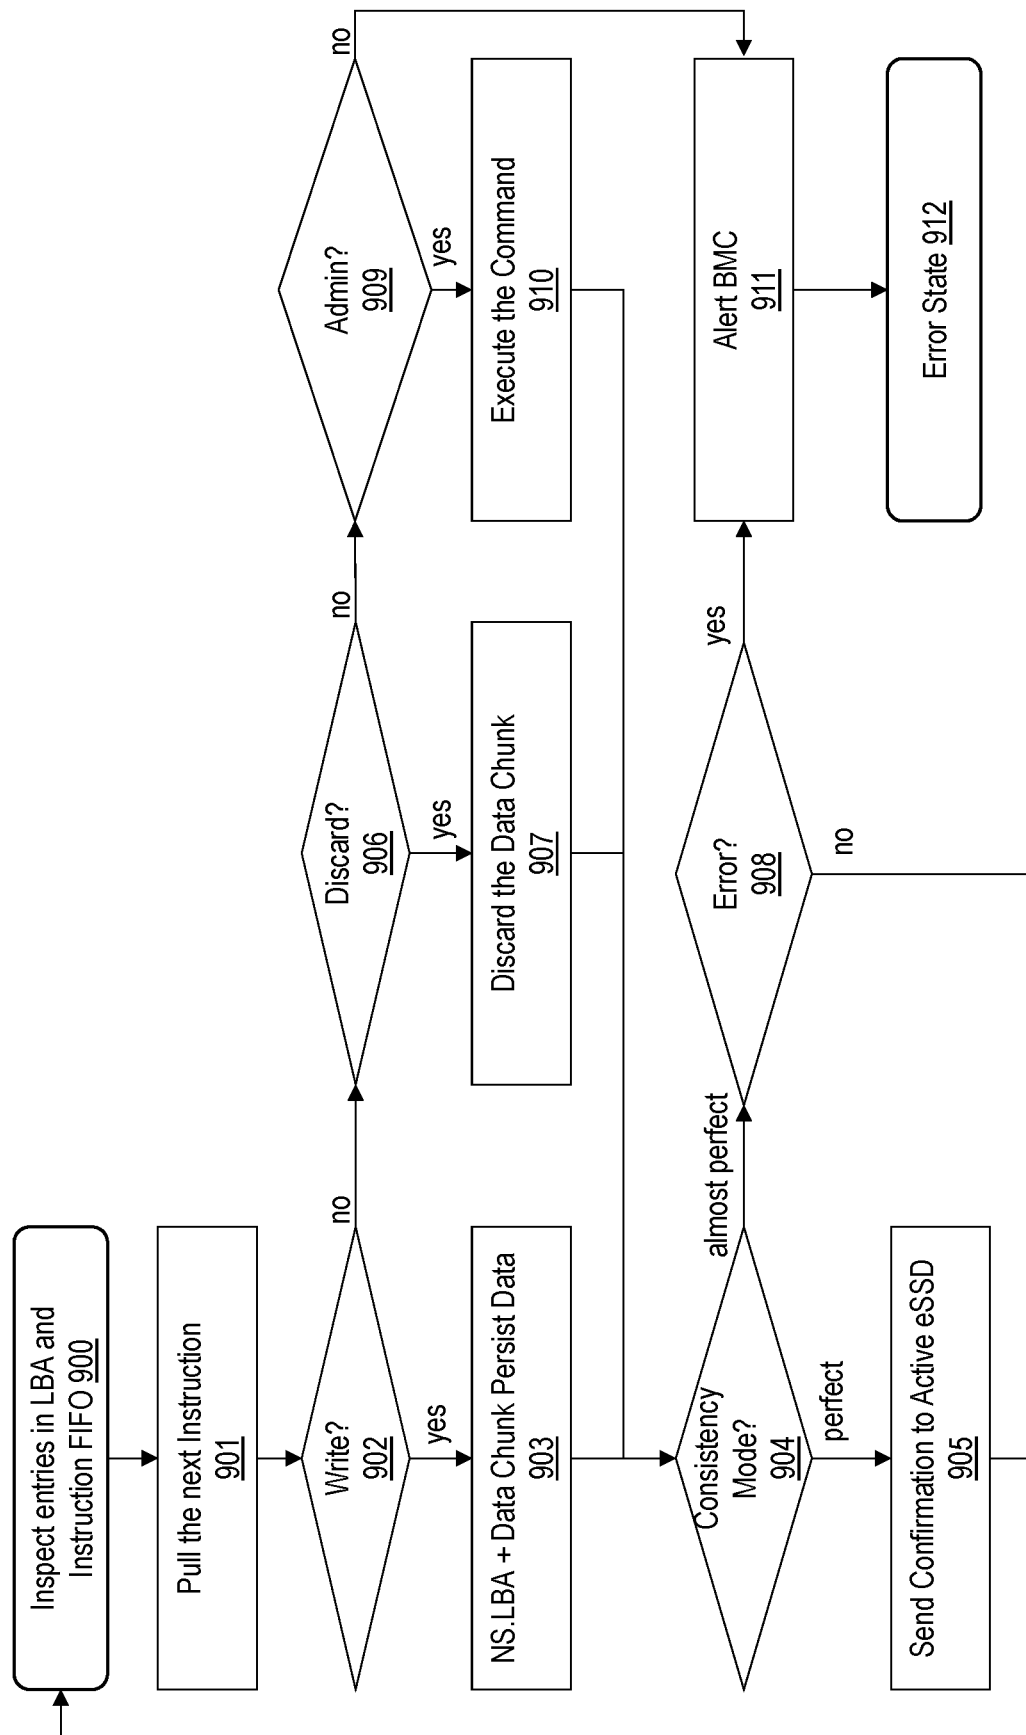 Inspect entries in LBA and
Instruction FIFO 900
Pull the next Instruction
901
Write?
902
no
yes
NS.LBA + Data Chunk Persist Data
903
Discard?
906
no
yes
Discard the Data Chunk
907
Admin?
909
no
yes
Execute the Command
910
Consistency
Mode?
904
almost perfect
perfect
Send Confirmation to Active eSSD
905
Error?
908
yes
no
Alert BMC
911
Error State 912